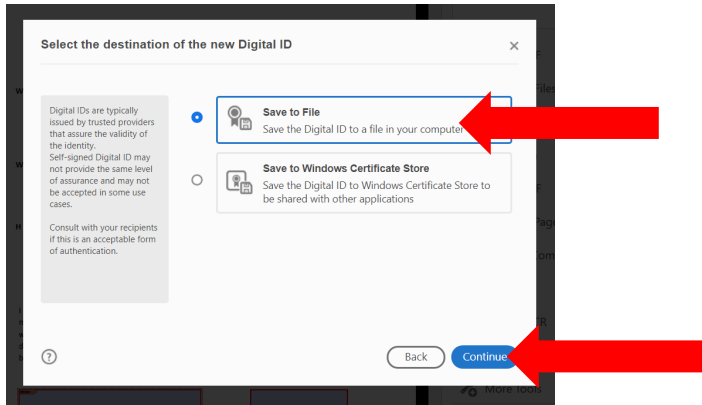 Select the destination of the new Digital ID
Digital IDs are typically
issued by trusted providers
that assure the validity of
the identity.
Self-signed Digital ID may
not provide the same level
of assurance and may not
be accepted in some use
cases.
Consult with your recipients
if this is an acceptable form
of authentication.
Save to File
Save the Digital ID to a file in your computer
Save to Windows Certificate Store
Save the Digital ID to Windows Certificate Store to
be shared with other applications
Back
Continue
More Tools